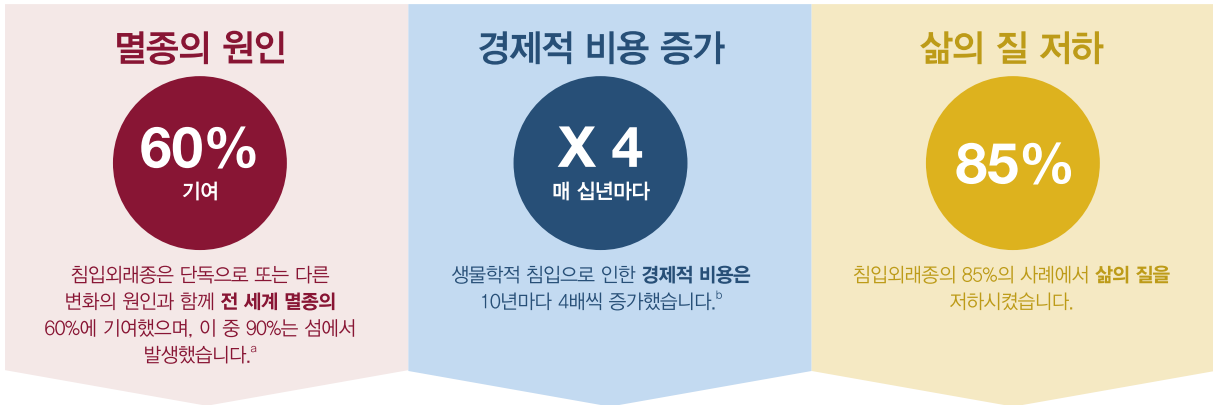 멸종의 원인
60%
기여
침입외래종은 단독으로 또는 다른
변화의 원인과 함께 전 세계 멸종의
60%에 기여했으며, 이 중 90%는 섬에서
발생했습니다.a
경제적 비용 증가
X 4
매 십년마다
생물학적 침입으로 인한 경제적 비용은
10년마다 4배씩 증가했습니다.b
삶의 질 저하
85%
침입외래종의 85%의 사례에서 삶의 질을
저하시켰습니다.